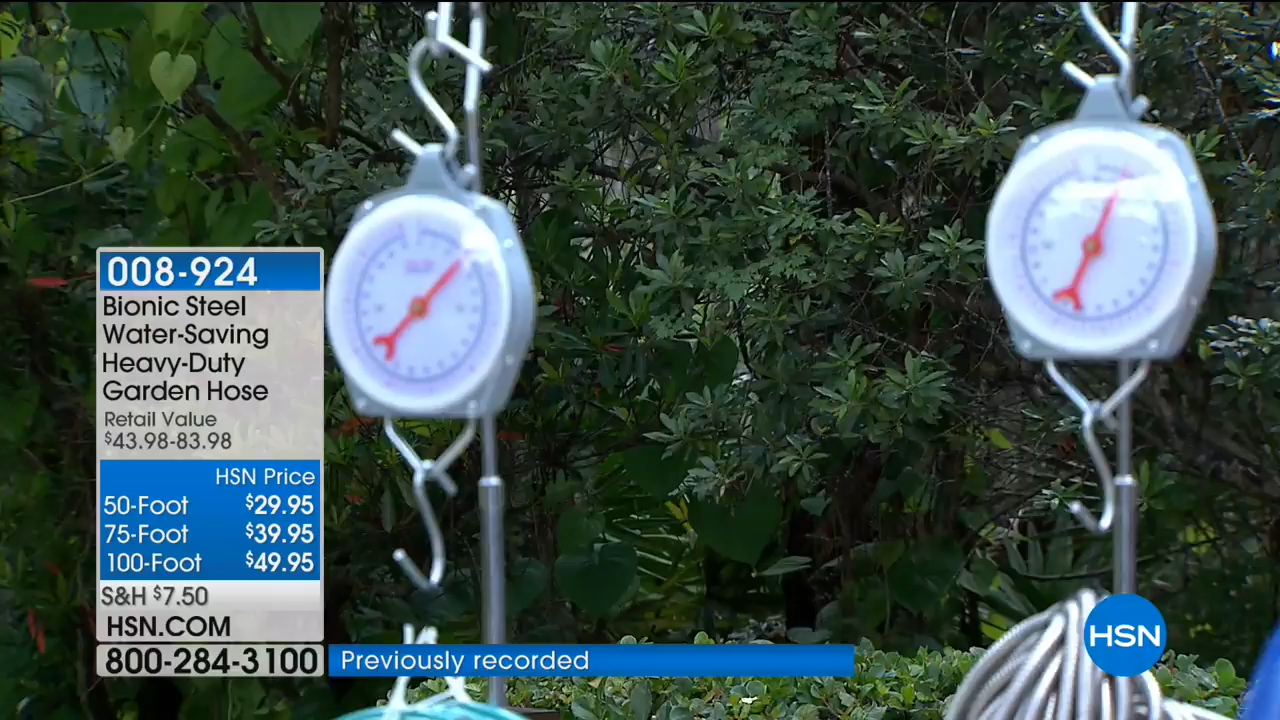 008-924
Bionic Steel
Water-Saving
Heavy-Duty
Garden Hose
Retail Value
$43.98-83.98
HSN Price
50-Foot $29.95
75-Foot $39.95
100-Foot $49.95
S&H $7.50
HSN.COM
800-284-3100
Previously recorded
HSN